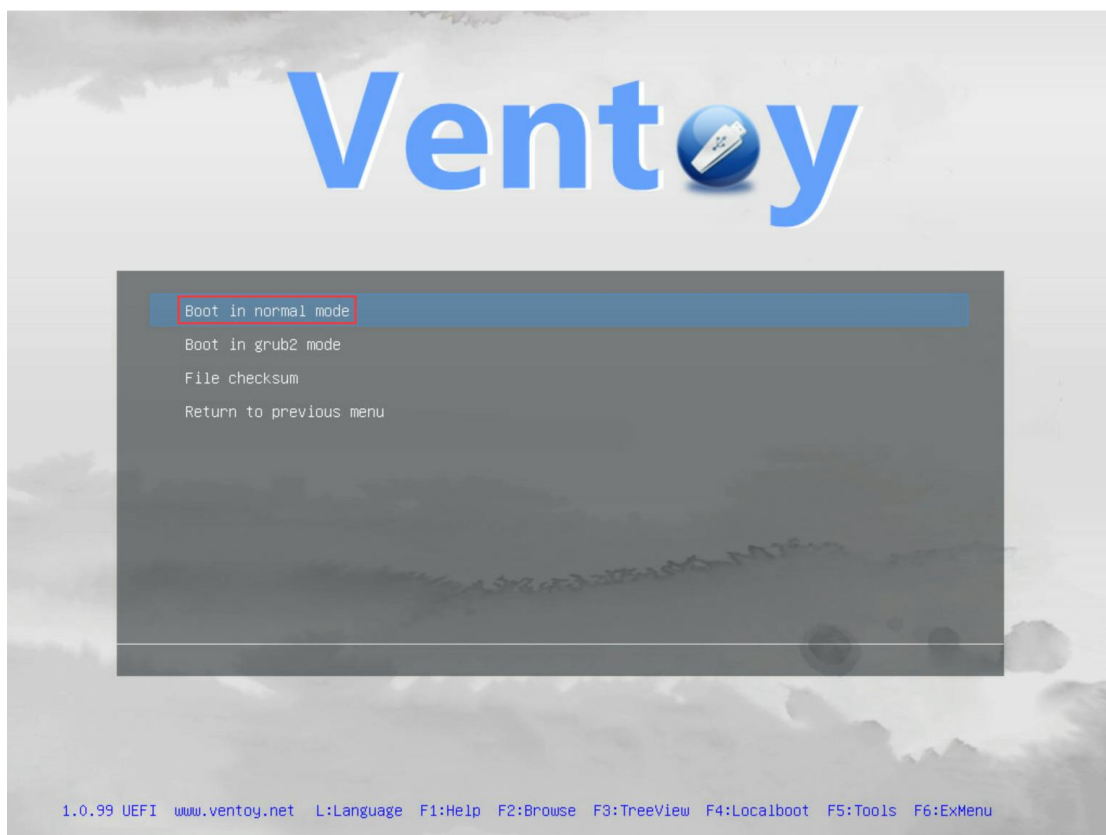 Ventoy
Boot in normal mode
Boot in grub2 mode
File checksum
Return to previous menu
1.0.99 UEFI www.ventoy.net L:Language F1:Help F2:Browse F3:TreeView F4:Localboot F5:Tools F6:ExMenu